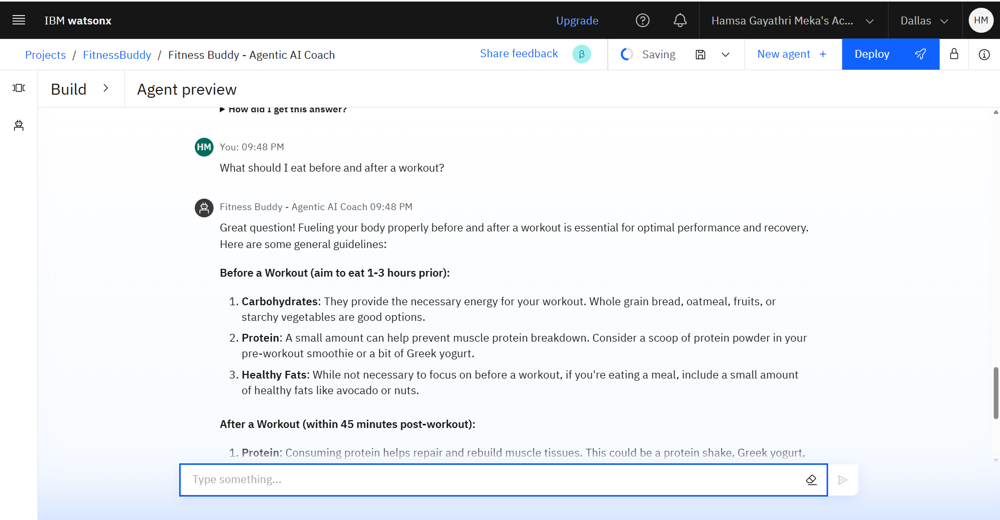 IBM watsonx
Upgrade
Hamsa Gayathri Meka's Ac...
Dallas
HM
Projects / FitnessBuddy / Fitness Buddy - Agentic AI Coach
Share feedback
β
Saving
New agent +
Deploy
Build
Agent preview
How did I get this answer?
HM
You: 09:48 PM
What should I eat before and after a workout?
Fitness Buddy - Agentic AI Coach 09:48 PM
Great question! Fueling your body properly before and after a workout is essential for optimal performance and recovery.
Here are some general guidelines:
Before a Workout (aim to eat 1-3 hours prior):
1. Carbohydrates: They provide the necessary energy for your workout. Whole grain bread, oatmeal, fruits, or
starchy vegetables are good options.
2. Protein: A small amount can help prevent muscle protein breakdown. Consider a scoop of protein powder in your
pre-workout smoothie or a bit of Greek yogurt.
3. Healthy Fats: While not necessary to focus on before a workout, if you're eating a meal, include a small amount
of healthy fats like avocado or nuts.
After a Workout (within 45 minutes post-workout):
1. Protein: Consuming protein helps repair and rebuild muscle tissues. This could be a protein shake, Greek yogurt,
Type something...